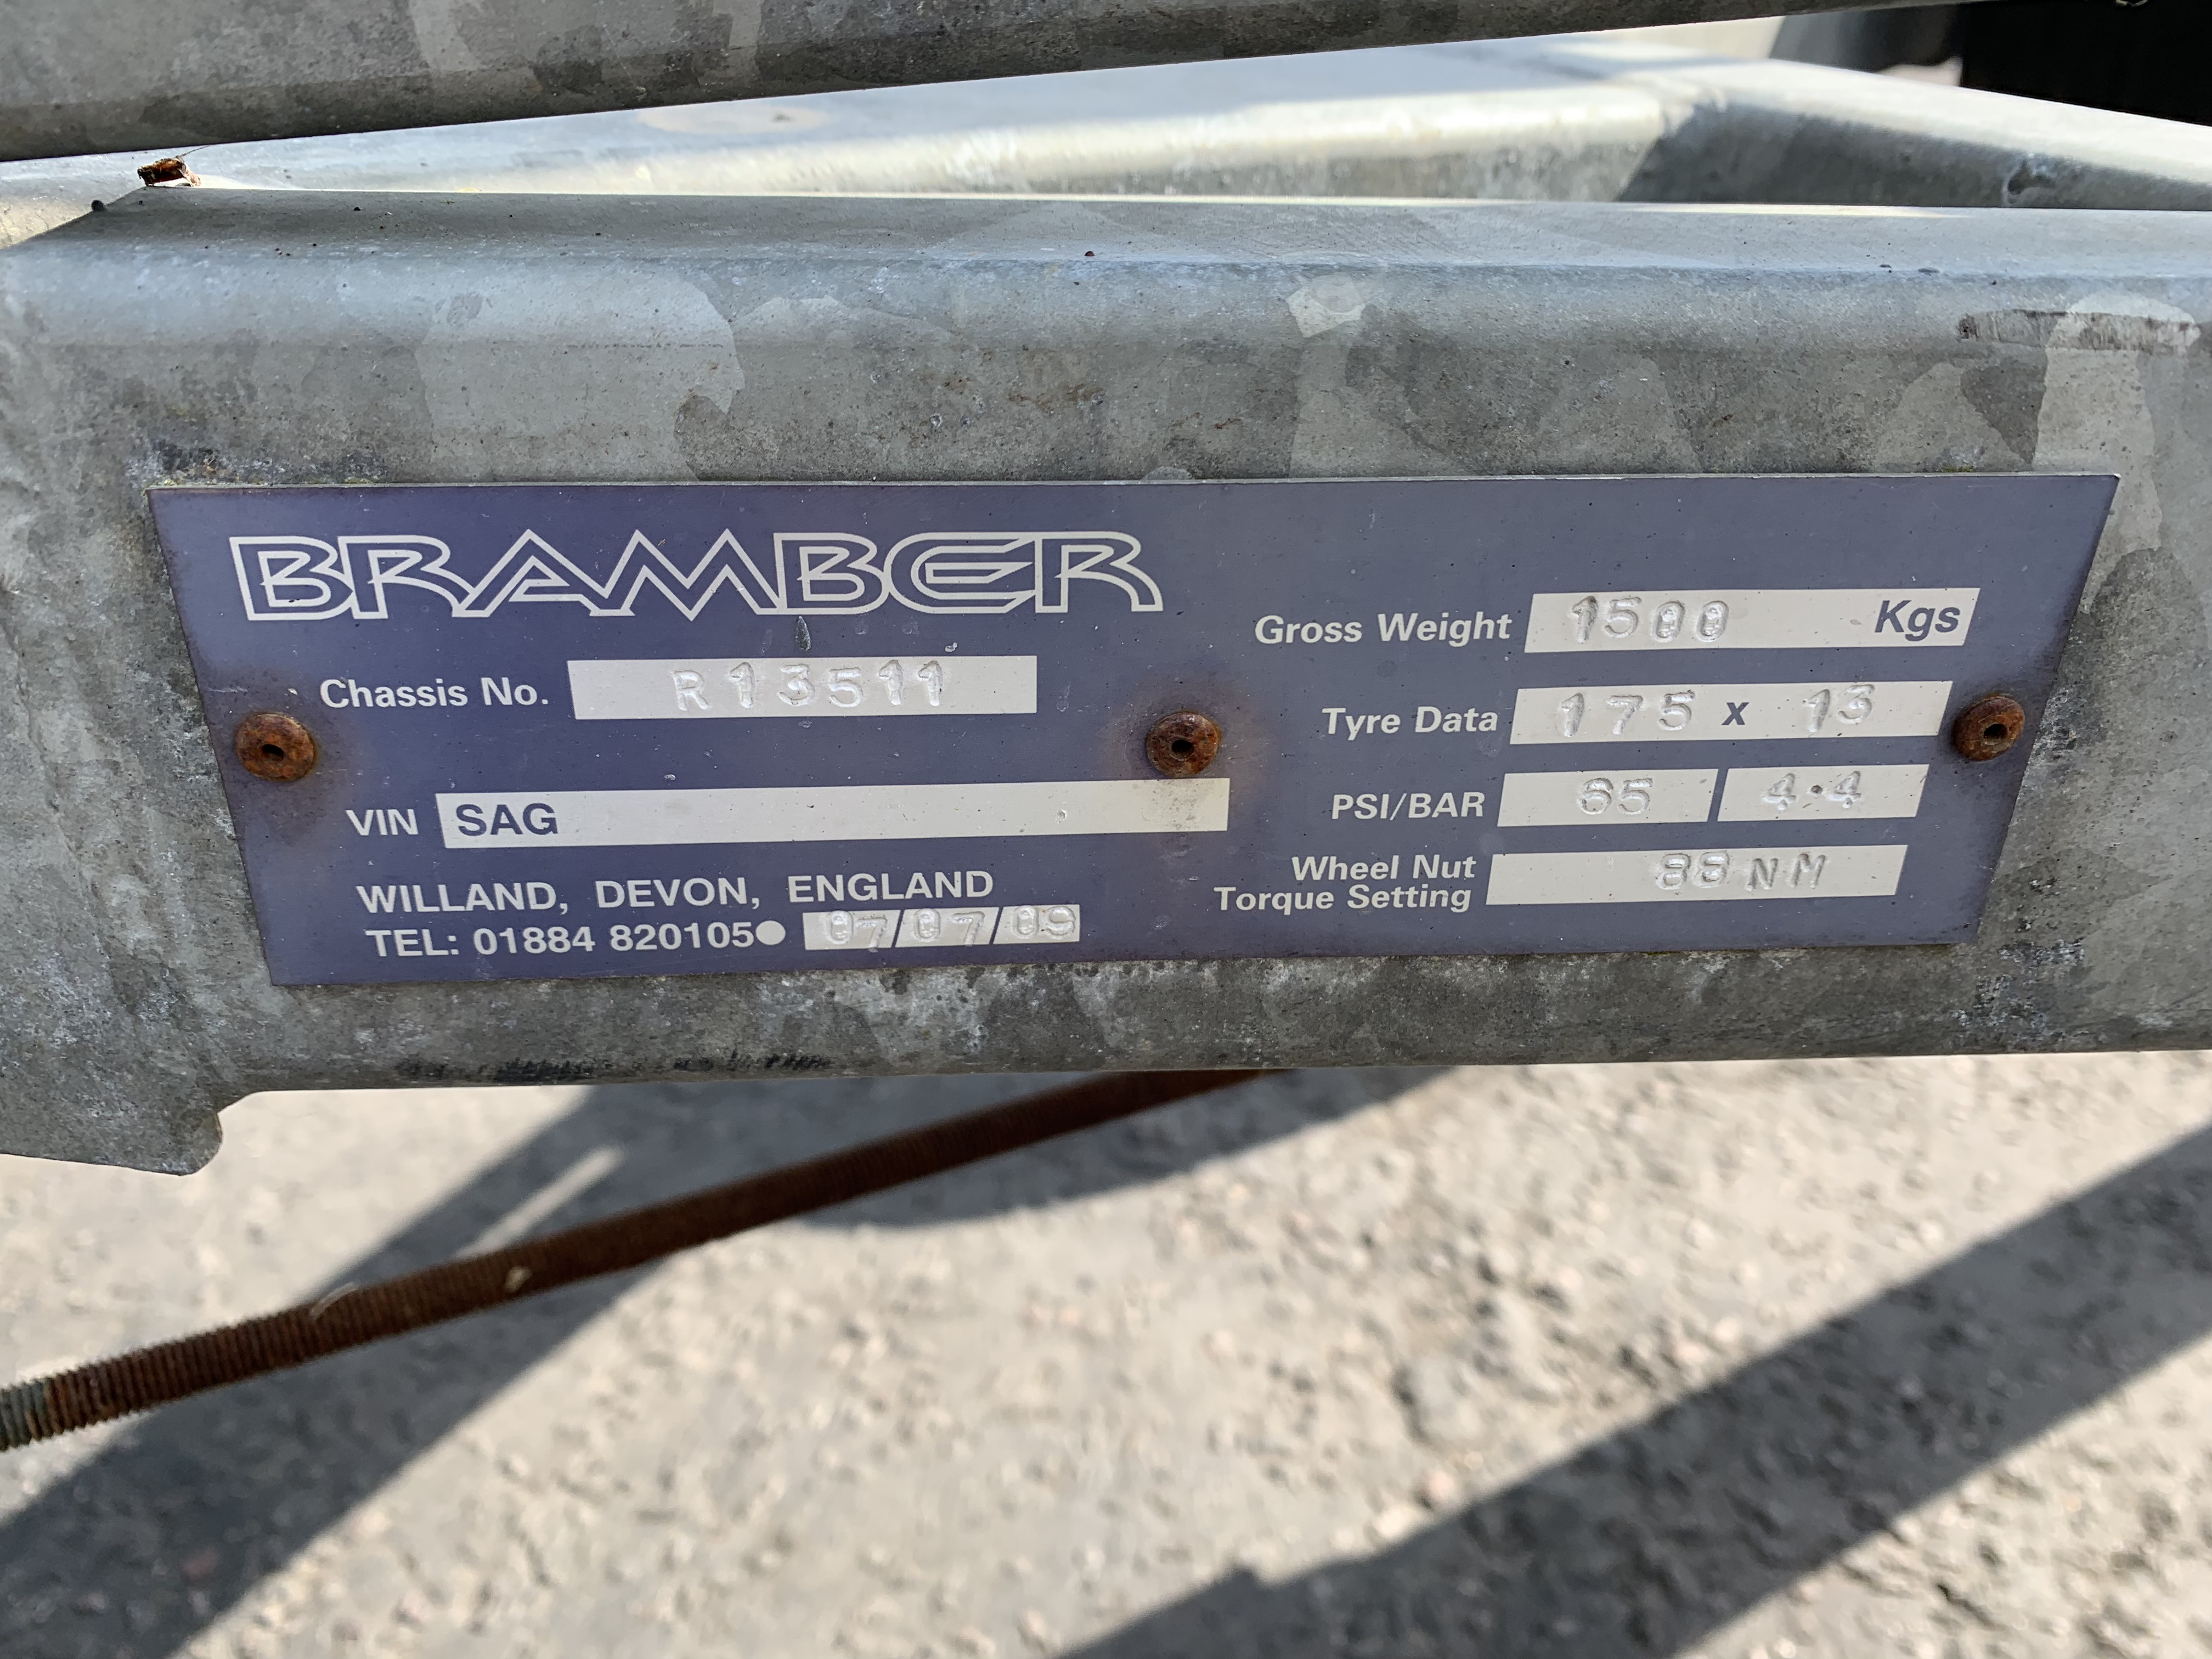 BRAMBER
Chassis No. R13511
VIN SAG
WILLAND, DEVON, ENGLAND
TEL: 01884 820105 07/07/09
Gross Weight 1500 Kgs
Tyre Data 175 x 13
PSI/BAR 65 4.4
Wheel Nut
Torque Setting 88 NM